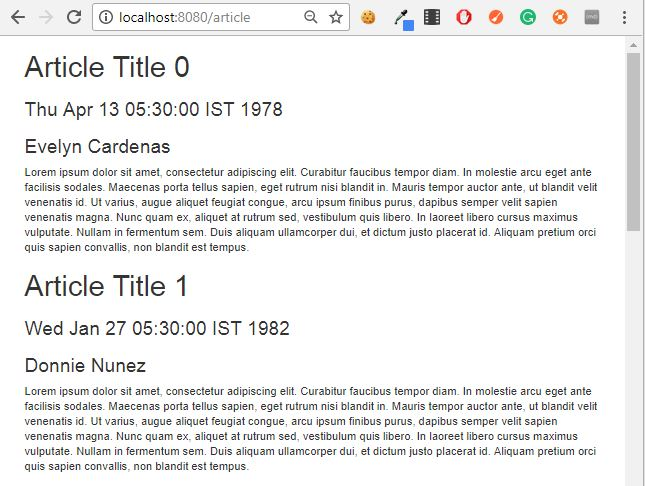 localhost:8080/article
Article Title 0
Thu Apr 13 05:30:00 IST 1978
Evelyn Cardenas
Lorem ipsum dolor sit amet, consectetur adipiscing elit. Curabitur faucibus tempor diam. In molestie arcu eget ante
facilisis sodales. Maecenas porta tellus sapien, eget rutrum nisi blandit in. Mauris tempor auctor ante, ut blandit velit
venenatis id. Ut varius, augue aliquet feugiat congue, arcu ipsum finibus purus, dapibus semper velit sapien
venenatis magna. Nunc quam ex, aliquet at rutrum sed, vestibulum quis libero. In laoreet libero cursus maximus
vulputate. Nullam in fermentum sem. Duis aliquam ullamcorper dui, et dictum justo placerat id. Aliquam pretium orci
quis sapien convallis, non blandit est tempus.
Article Title 1
Wed Jan 27 05:30:00 IST 1982
Donnie Nunez
Lorem ipsum dolor sit amet, consectetur adipiscing elit. Curabitur faucibus tempor diam. In molestie arcu eget ante
facilisis sodales. Maecenas porta tellus sapien, eget rutrum nisi blandit in. Mauris tempor auctor ante, ut blandit velit
venenatis id. Ut varius, augue aliquet feugiat congue, arcu ipsum finibus purus, dapibus semper velit sapien
venenatis magna. Nunc quam ex, aliquet at rutrum sed, vestibulum quis libero. In laoreet libero cursus maximus
vulputate. Nullam in fermentum sem. Duis aliquam ullamcorper dui, et dictum justo placerat id. Aliquam pretium orci
quis sapien convallis, non blandit est tempus.